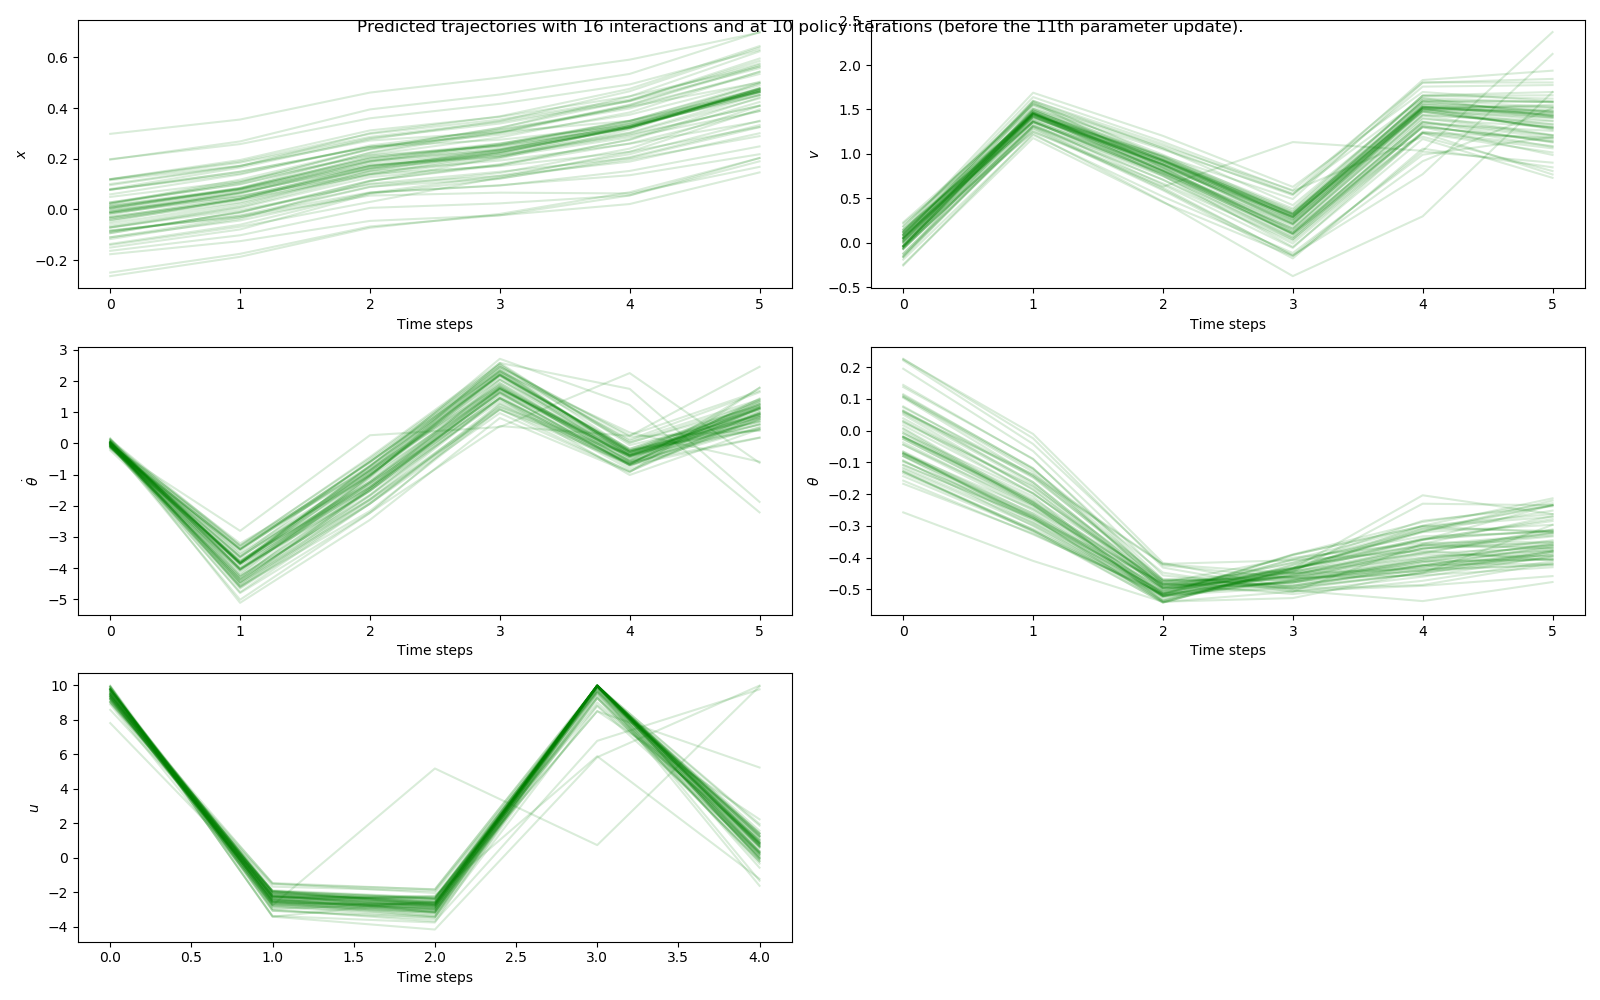 Predicted trajectories with 16 interactions and at 10 policy iterations (before the 11th parameter update).
0.6
0.4
0.2
0.0
−0.2
x
0 1 2 3 4 5
Time steps
2.5
2.0
1.5
1.0
0.5
0.0
−0.5
v
0 1 2 3 4 5
Time steps
3
2
1
0
−1
−2
−3
−4
−5
θ̇
0 1 2 3 4 5
Time steps
0.2
0.1
0.0
−0.1
−0.2
−0.3
−0.4
−0.5
θ
0 1 2 3 4 5
Time steps
10
8
6
4
2
0
−2
−4
u
0.0 0.5 1.0 1.5 2.0 2.5 3.0 3.5 4.0
Time steps